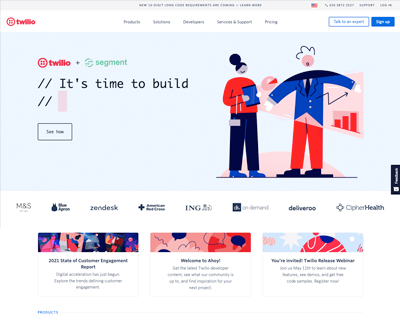 NEW 10-DIGIT LONG CODE REQUIREMENTS ARE COMING — LEARN MORE
SUPPORT
LOG IN
twilio
Products
Solutions
Developers
Services & Support
Pricing
Talk to an expert
Sign up
twilio + segment
// It's time to build
//
See how
Feedback
M&S
Blue Apron
zendesk
American Red Cross
ING
on demand
deliveroo
CipherHealth
2021 State of Customer Engagement
Report
Digital acceleration has just begun.
Explore the trends defining customer
engagement.
Welcome to Ahoy!
Get the latest Twilio developer
content, see what our community is
up to, and find inspiration for your
next project.
You're invited! Twilio Release Webinar
Join us May 12th to learn about new
features, see demos, and get free
code samples. Register now!
PRODUCTS